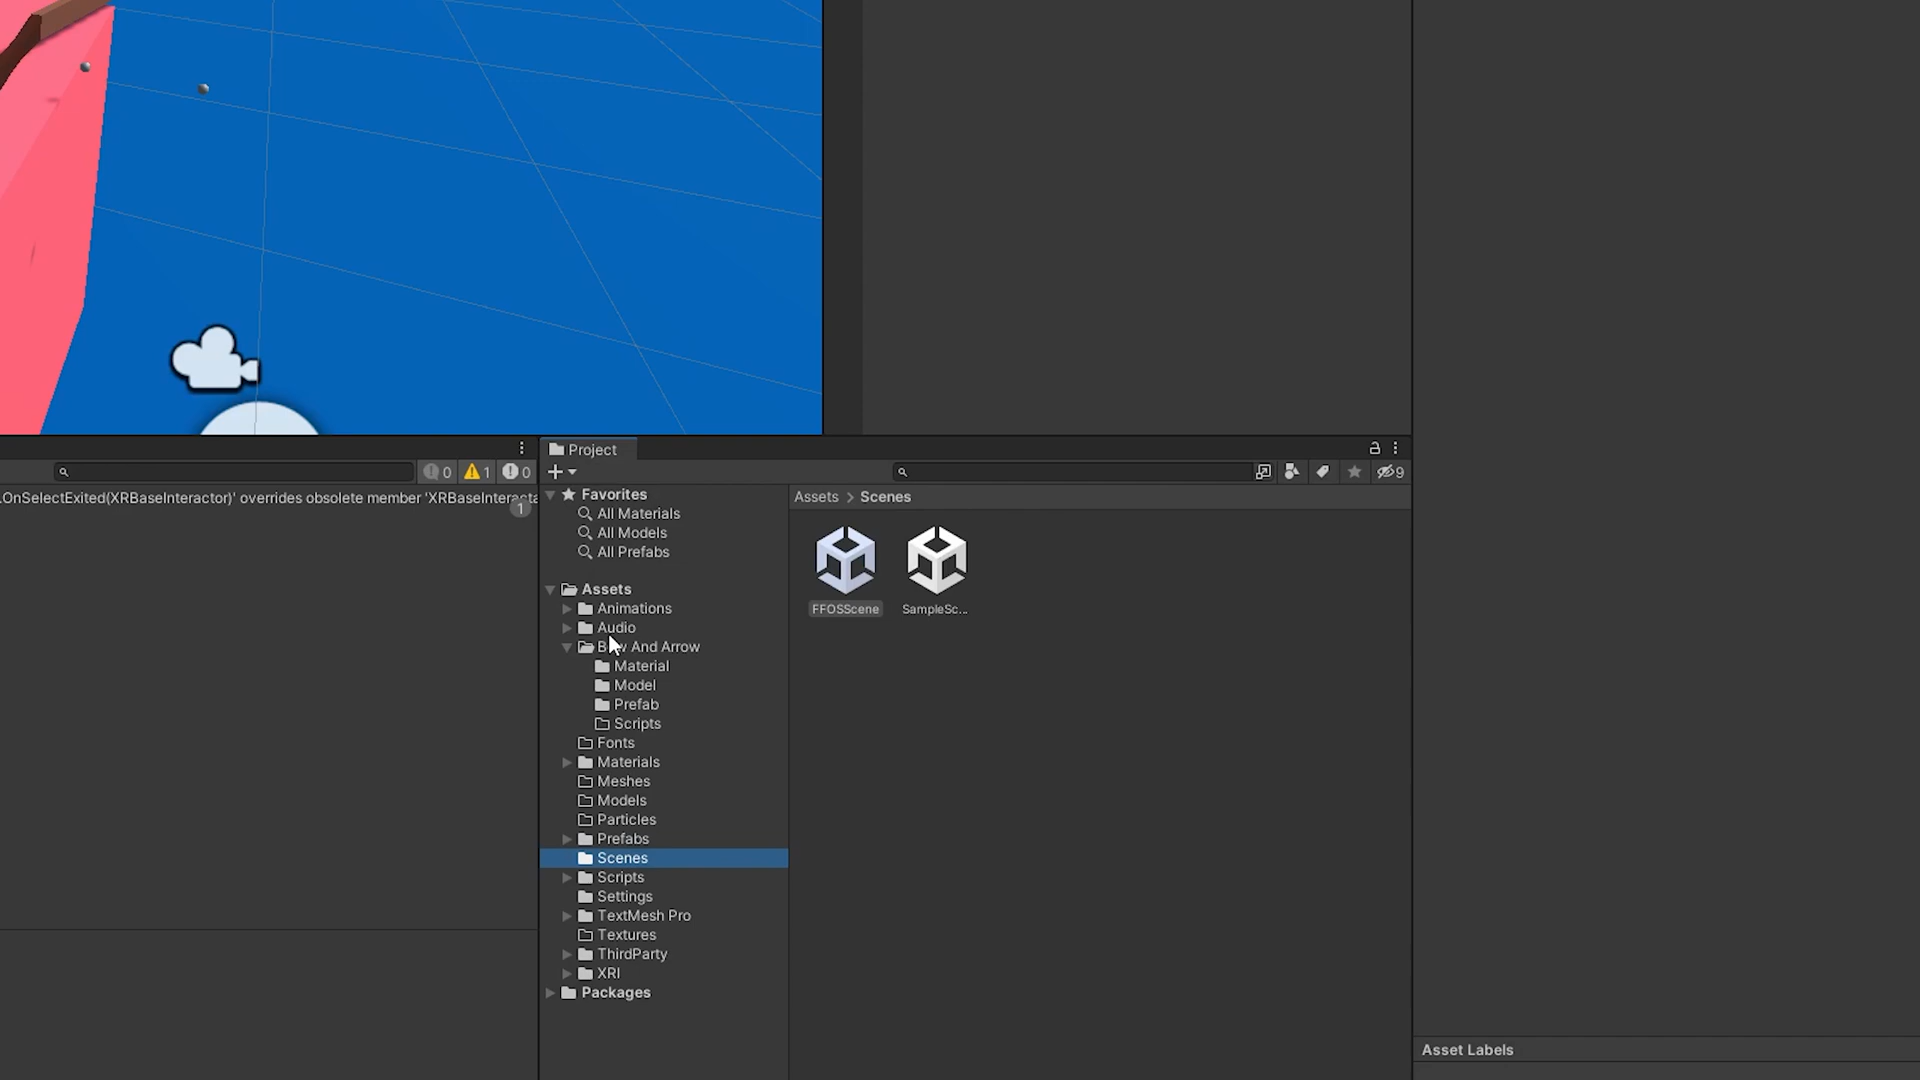 Project
0
1
0
9
.OnSelectExited(XRBaseInteractor)' overrides obsolete member 'XRBaseInteracta
1
Favorites
All Materials
All Models
All Prefabs
Assets
Animations
Audio
Bow And Arrow
Material
Model
Prefab
Scripts
Fonts
Materials
Meshes
Models
Particles
Prefabs
Scenes
Scripts
Settings
TextMesh Pro
Textures
ThirdParty
XRI
Packages
Assets > Scenes
FFOSScene
SampleSc...
Asset Labels